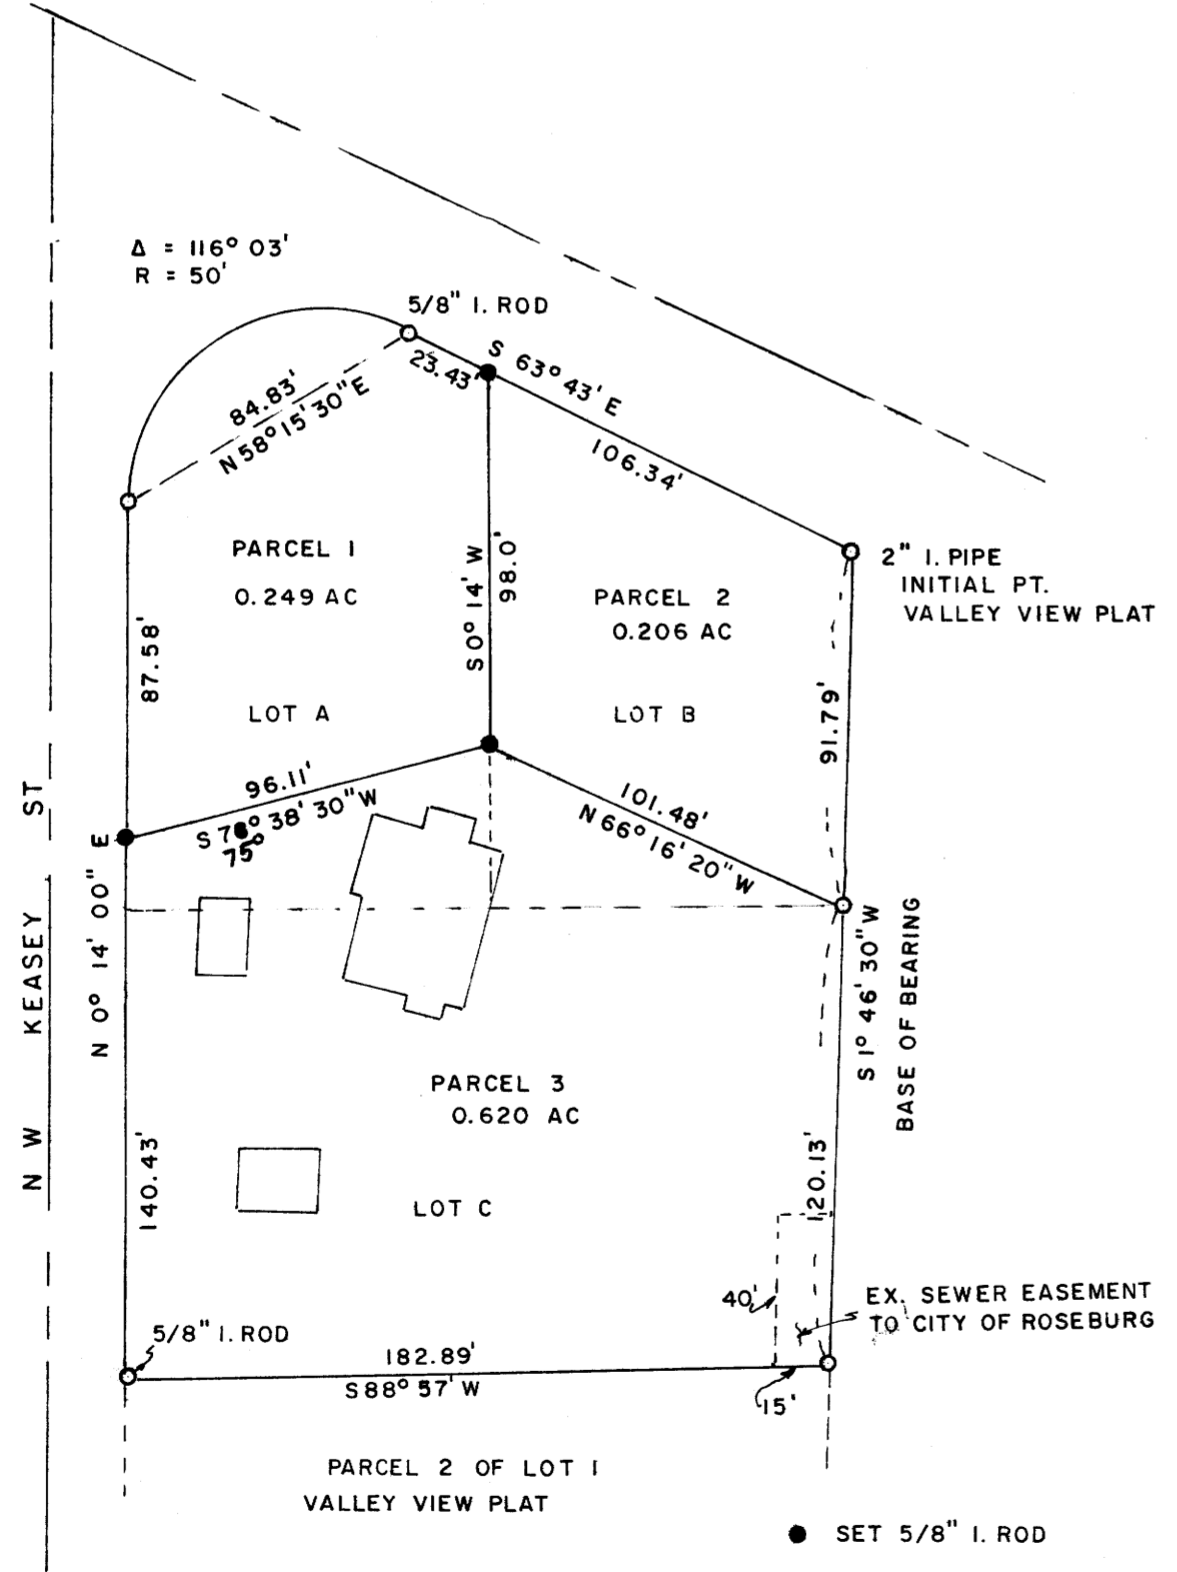 Δ = 116° 03'
R = 50'
5/8" I. ROD
23.43'
S 63° 43' E
106.34'
84.83'
N 58° 15' 30" E
2" I. PIPE
INITIAL PT.
VALLEY VIEW PLAT
PARCEL 1
0.249 AC
LOT A
87.58'
S 0° 14' W
98.0'
PARCEL 2
0.206 AC
LOT B
91.79'
96.11'
38' 30" W
75°
101.48'
N 66° 16' 20" W
N W KEASEY ST
N 0° 14' 00" E
S 1° 46' 30" W
BASE OF BEARING
PARCEL 3
0.620 AC
LOT C
140.43'
120.13'
40'
EX. SEWER EASEMENT
TO CITY OF ROSEBURG
5/8" I. ROD
182.89'
S 88° 57' W
15'
PARCEL 2 OF LOT 1
VALLEY VIEW PLAT
SET 5/8" I. ROD